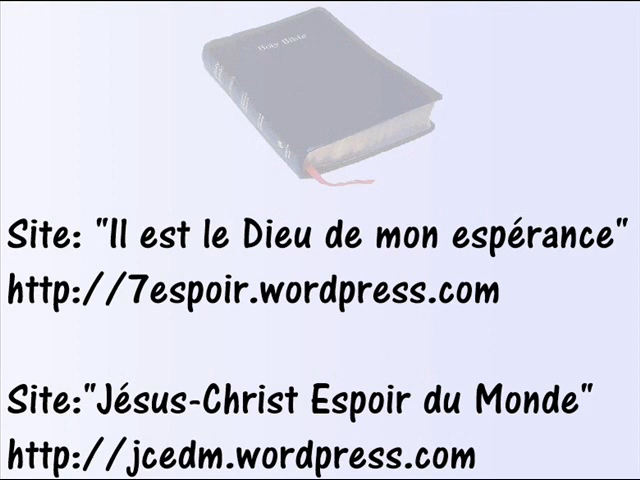 Holy Bible
Site: "Il est le Dieu de mon espérance"
http://7espoir.wordpress.com
Site:"Jésus-Christ Espoir du Monde"
http://jcedm.wordpress.com